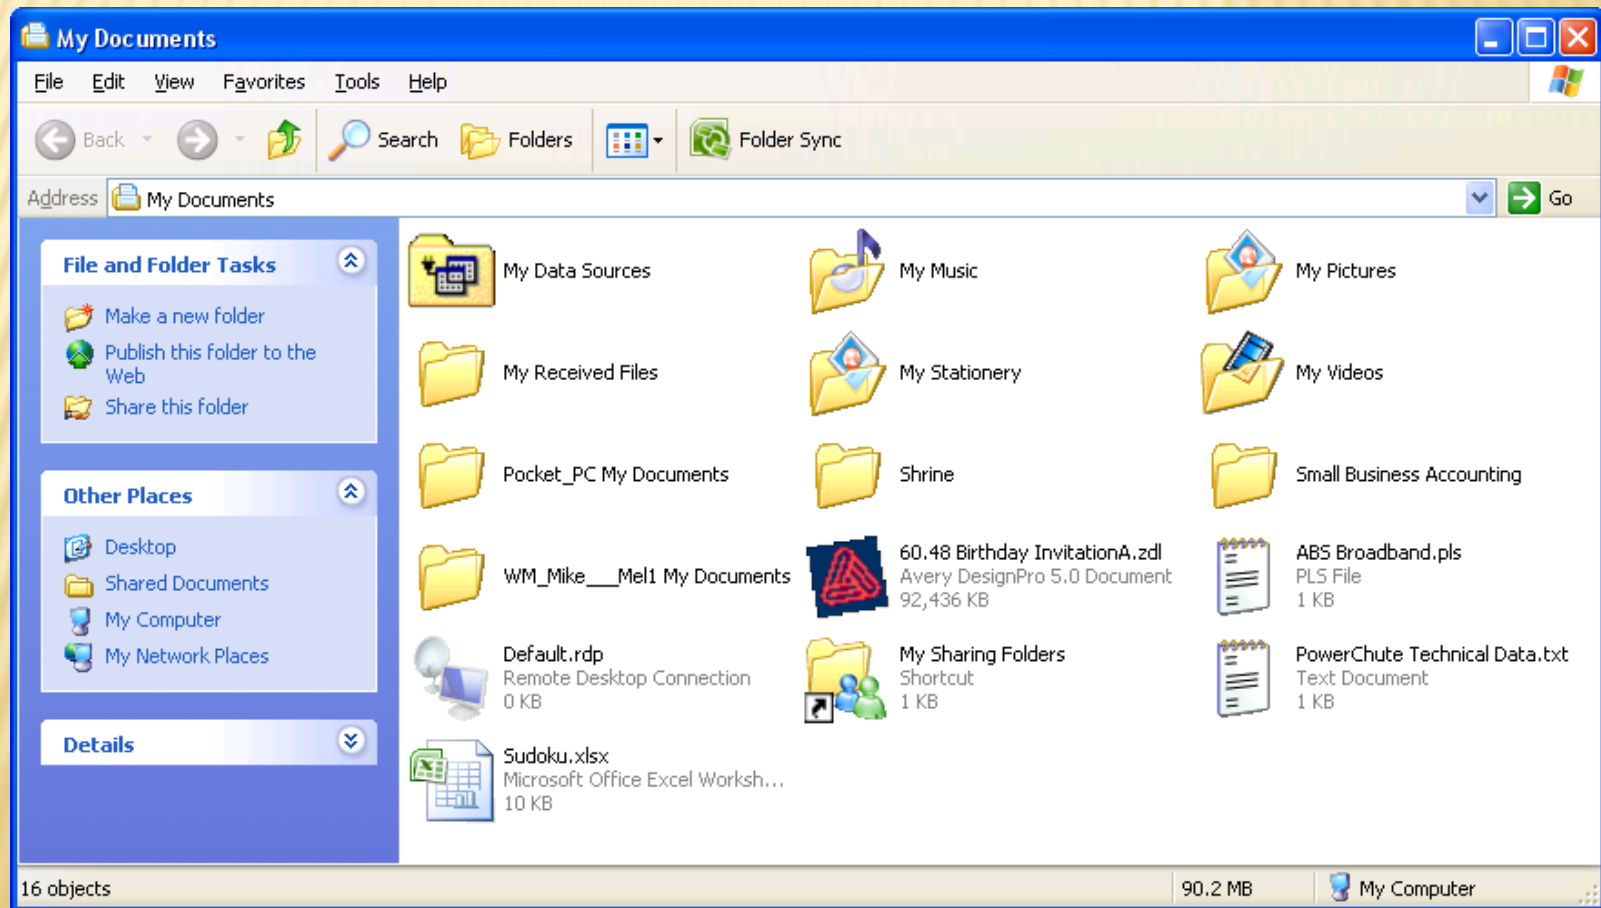 My Documents
File Edit View Favorites Tools Help
Back Search Folders Folder Sync
Address My Documents Go
File and Folder Tasks
Make a new folder
Publish this folder to the
Web
Share this folder
Other Places
Desktop
Shared Documents
My Computer
My Network Places
Details
My Data Sources
My Music
My Pictures
My Received Files
My Stationery
My Videos
Pocket_PC My Documents
Shrine
Small Business Accounting
WM_Mike___Mel1 My Documents
60.48 Birthday InvitationA.zdl
Avery DesignPro 5.0 Document
92,436 KB
ABS Broadband.pls
PLS File
1 KB
Default.rdp
Remote Desktop Connection
0 KB
My Sharing Folders
Shortcut
1 KB
PowerChute Technical Data.txt
Text Document
1 KB
Sudoku.xlsx
Microsoft Office Excel Worksh...
10 KB
16 objects 90.2 MB My Computer